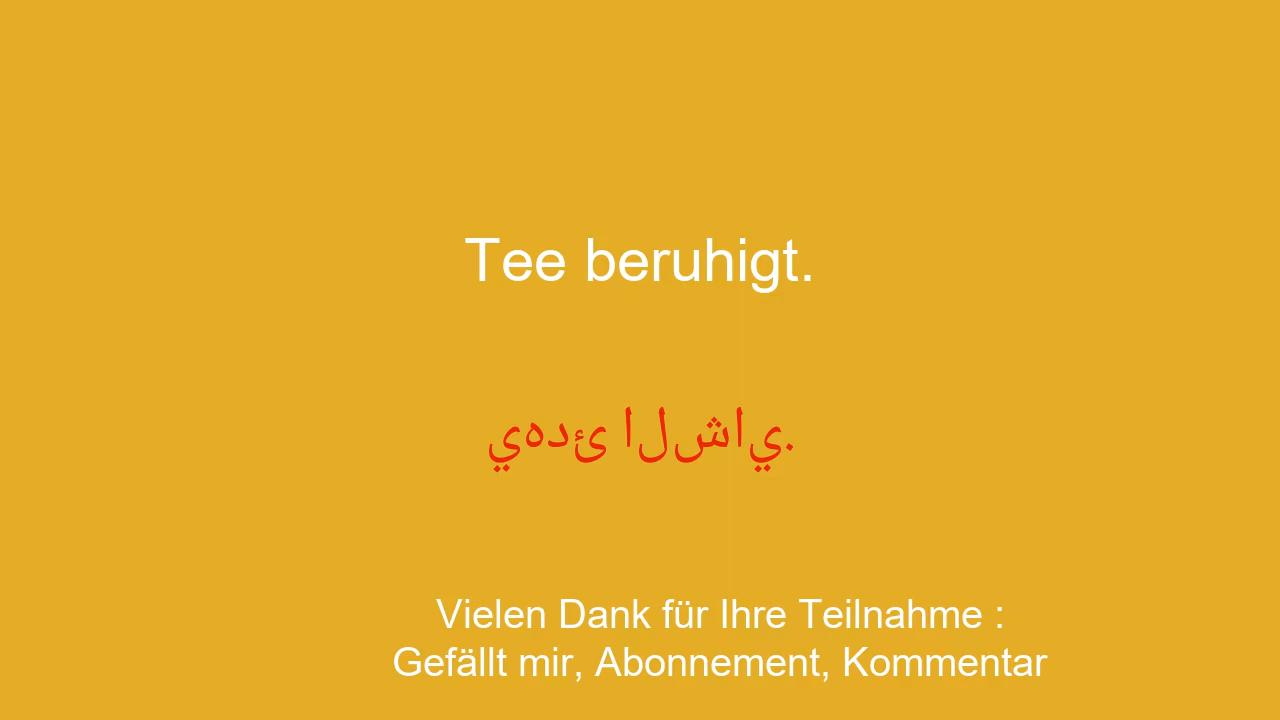 Tee beruhigt.
يهدئ الشاي.
Vielen Dank für Ihre Teilnahme :
Gefällt mir, Abonnement, Kommentar